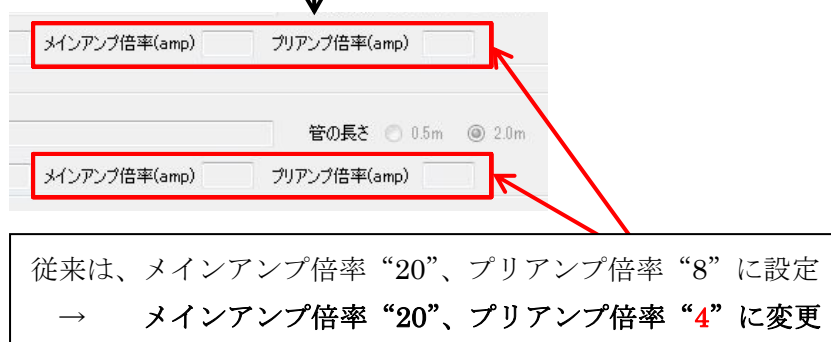 メインアンプ倍率(amp) プリアンプ倍率(amp)
管の長さ 0.5m 2.0m
メインアンプ倍率(amp) プリアンプ倍率(amp)
従来は、メインアンプ倍率“20”、プリアンプ倍率“8”に設定
→ メインアンプ倍率“20”、プリアンプ倍率“4”に変更